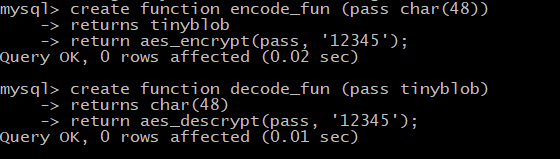 mysql> create function encode_fun (pass char(48))
    -> returns tinyblob
    -> return aes_encrypt(pass, '12345');
Query OK, 0 rows affected (0.02 sec)
mysql> create function decode_fun (pass tinyblob)
    -> returns char(48)
    -> return aes_descrypt(pass, '12345');
Query OK, 0 rows affected (0.01 sec)